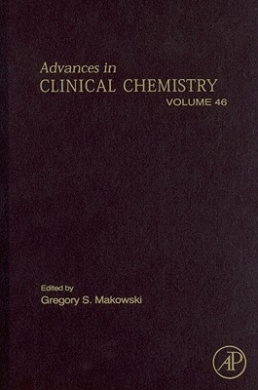 Advances in
CLINICAL CHEMISTRY
VOLUME 46
Edited by
Gregory S. Makowski
AP